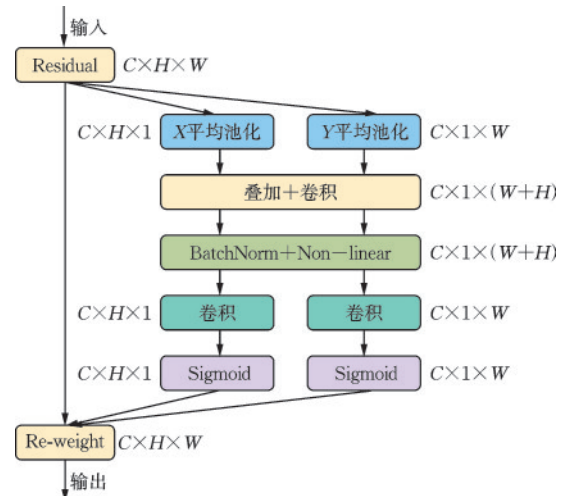 输入
Residual C×H×W
C×H×1 X平均池化 Y平均池化 C×1×W
叠加+卷积 C×1×(W+H)
BatchNorm+Non-linear C×1×(W+H)
C×H×1 卷积 卷积 C×1×W
C×H×1 Sigmoid Sigmoid C×1×W
Re-weight C×H×W
输出